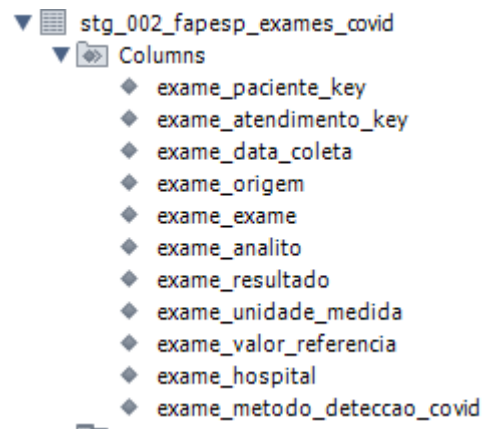 stg_002_fapesp_exames_covid
Columns
exame_paciente_key
exame_atendimento_key
exame_data_coleta
exame_origem
exame_exame
exame_analito
exame_resultado
exame_unidade_medida
exame_valor_referencia
exame_hospital
exame_metodo_deteccao_covid